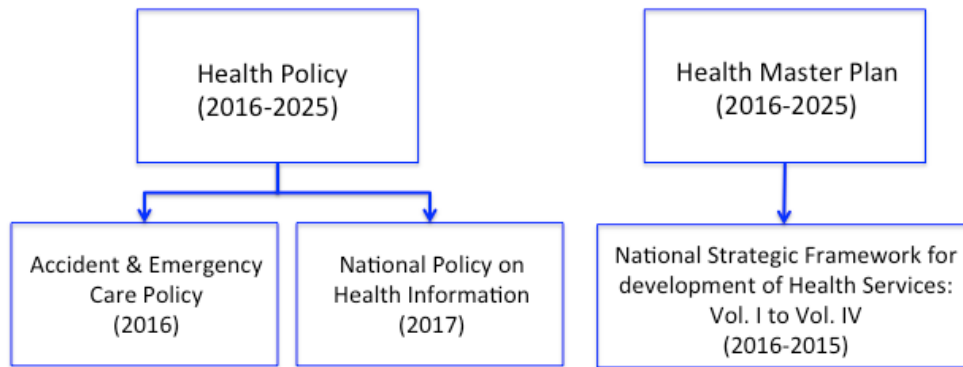 Health Policy
(2016-2025)
Health Master Plan
(2016-2025)
Accident & Emergency
Care Policy
(2016)
National Policy on
Health Information
(2017)
National Strategic Framework for
development of Health Services:
Vol. I to Vol. IV
(2016-2015)